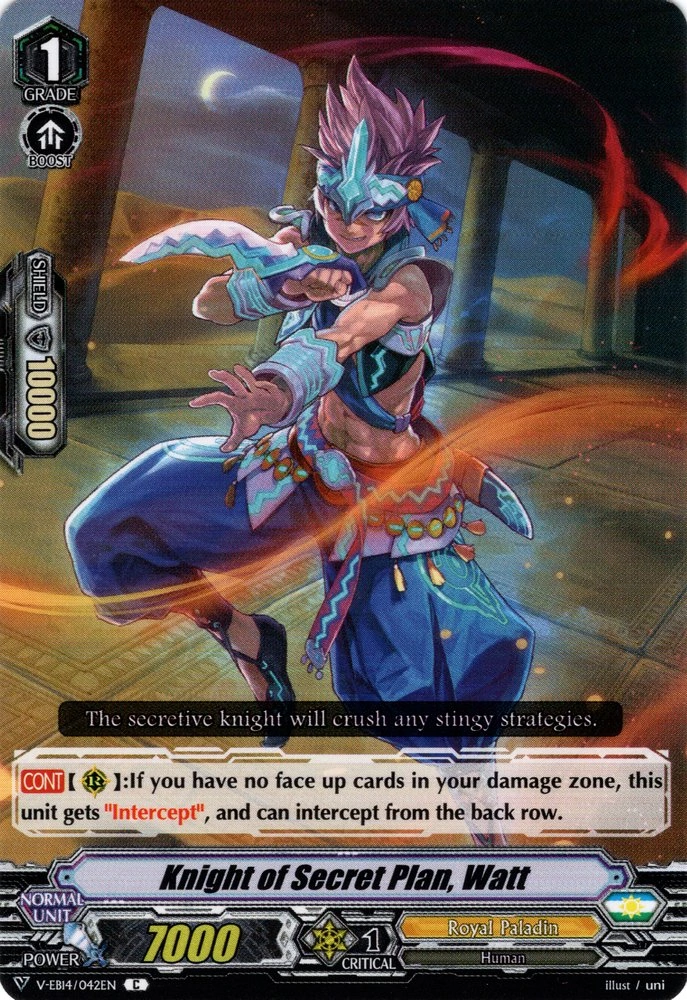 1
GRADE
BOOST
SHIELD
10000
The secretive knight will crush any stingy strategies.
CONT【 R 】:If you have no face up cards in your damage zone, this
unit gets "Intercept", and can intercept from the back row.
Knight of Secret Plan, Watt
NORMAL
UNIT
POWER
7000
1
CRITICAL
Royal Paladin
Human
V-EB14/042EN
C
illust / uni